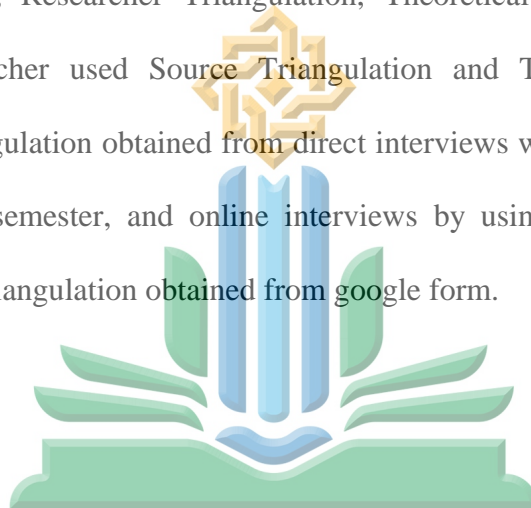 Researcher Triangulation, Theoretical
cher used Source Triangulation and T
gulation obtained from direct interviews w
semester, and online interviews by usin
iangulation obtained from google form.